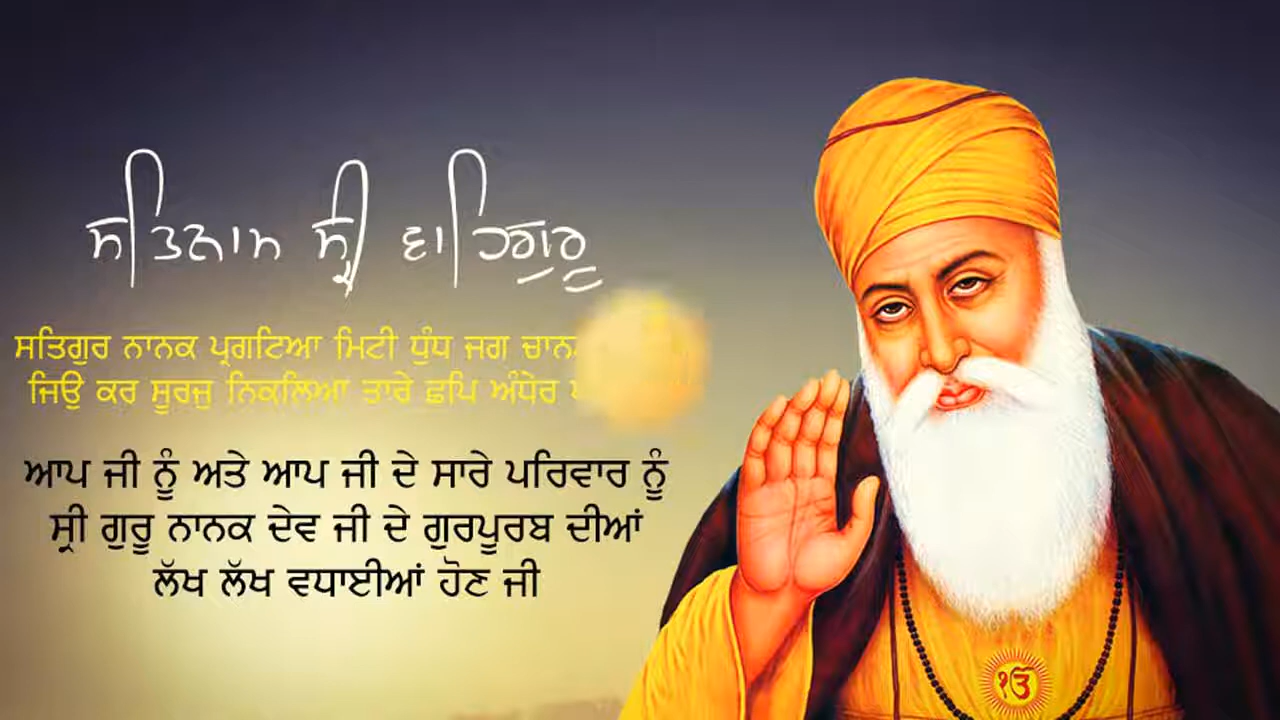 ਸਤਿਨਾਮ ਸ੍ਰੀ ਵਾਹਿਗੁਰੂ
ਸਤਿਗੁਰ ਨਾਨਕ ਪ੍ਰਗਟਿਆ ਮਿਟੀ ਧੁੰਧ ਜਗ
ਜਿਉ ਕਰ ਸੂਰਜੁ ਨਿਕਲਿਆ ਤਾਰੇ ਛਪਿ ਅੰਧੇਰ
ਆਪ ਜੀ ਨੂੰ ਅਤੇ ਆਪ ਜੀ ਦੇ ਸਾਰੇ ਪਰਿਵਾਰ ਨੂੰ
ਸ੍ਰੀ ਗੁਰੂ ਨਾਨਕ ਦੇਵ ਜੀ ਦੇ ਗੁਰਪੂਰਬ ਦੀਆਂ
ਲੱਖ ਲੱਖ ਵਧਾਈਆਂ ਹੋਣ ਜੀ
ੴ